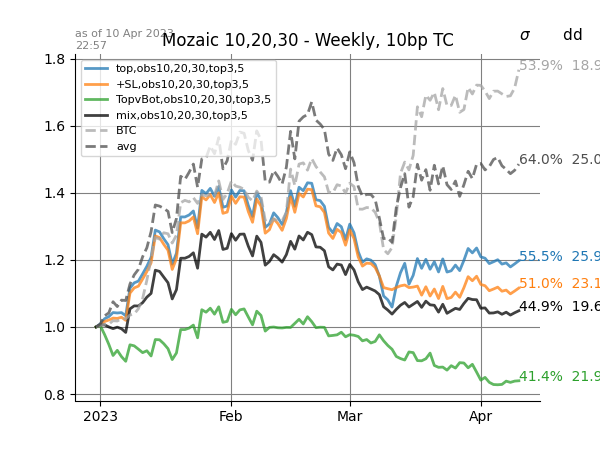 as of 10 Apr 2023
22:57
Mozaic 10,20,30 - Weekly, 10bp TC
σ dd
top,obs10,20,30,top3,5
+SL,obs10,20,30,top3,5
TopvBot,obs10,20,30,top3,5
mix,obs10,20,30,top3,5
BTC
avg
1.8
1.6
1.4
1.2
1.0
0.8
2023 Feb Mar Apr
53.9% 18.9
64.0% 25.0
55.5% 25.9
51.0% 23.1
44.9% 19.6
41.4% 21.9